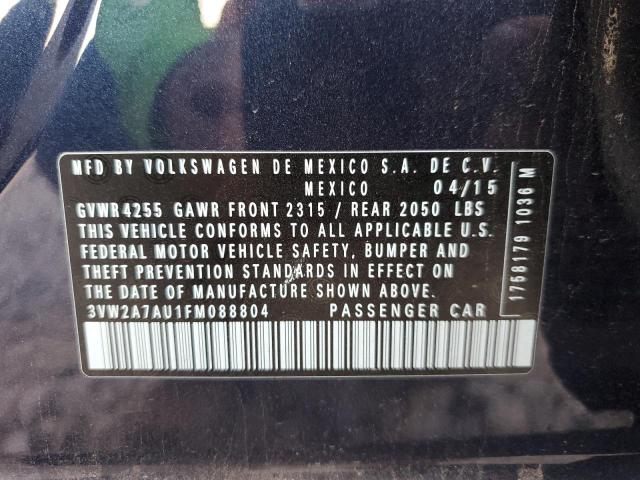 MFD BY VOLKSWAGEN DE MEXICO S.A. DE C.V.
MEXICO 04/15
GVWR4255 GAWR FRONT 2315 / REAR 2050 LBS
THIS VEHICLE CONFORMS TO ALL APPLICABLE U.S.
FEDERAL MOTOR VEHICLE SAFETY, BUMPER AND
THEFT PREVENTION STANDARDS IN EFFECT ON
THE DATE OF MANUFACTURE SHOWN ABOVE.
3VW2A7AU1FM088804 PASSENGER CAR
1758179 1036 M